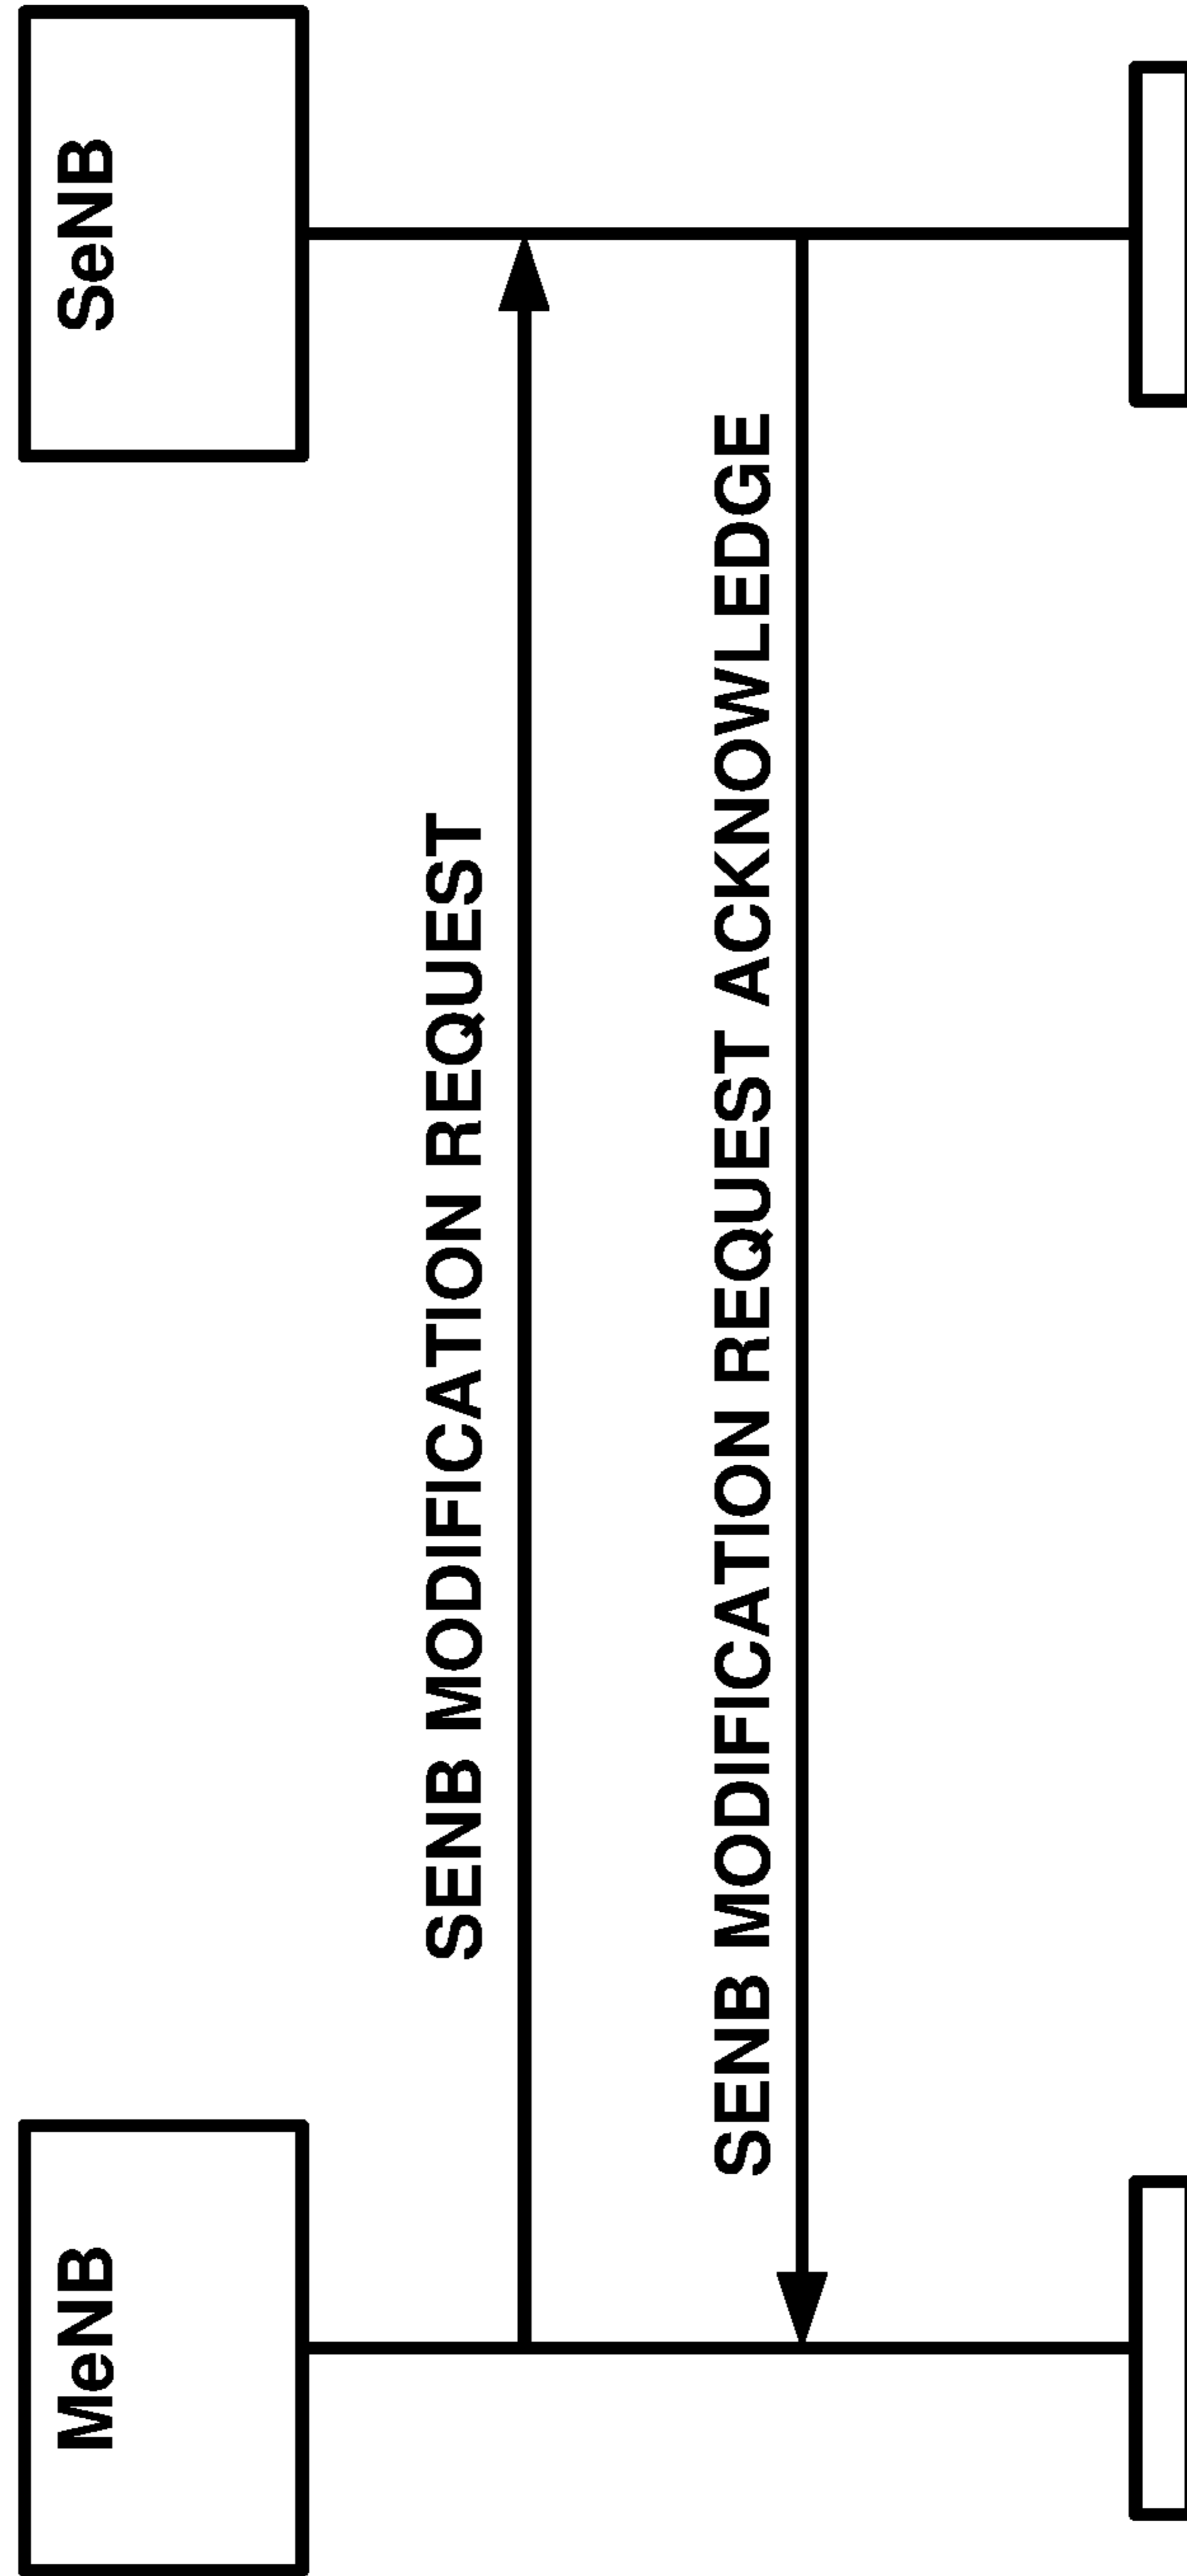 MeNB
SeNB
SENB MODIFICATION REQUEST
SENB MODIFICATION REQUEST ACKNOWLEDGE